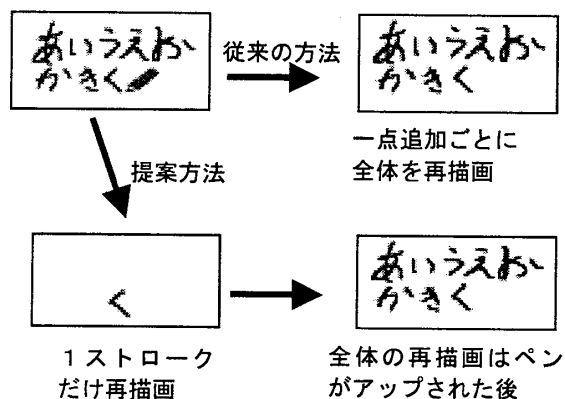 あいうえお
かきく
従来の方法
あいうえお
かきく
一点追加ごとに
全体を再描画
提案方法
く
1ストローク
だけ再描画
あいうえお
かきく
全体の再描画はペン
がアップされた後